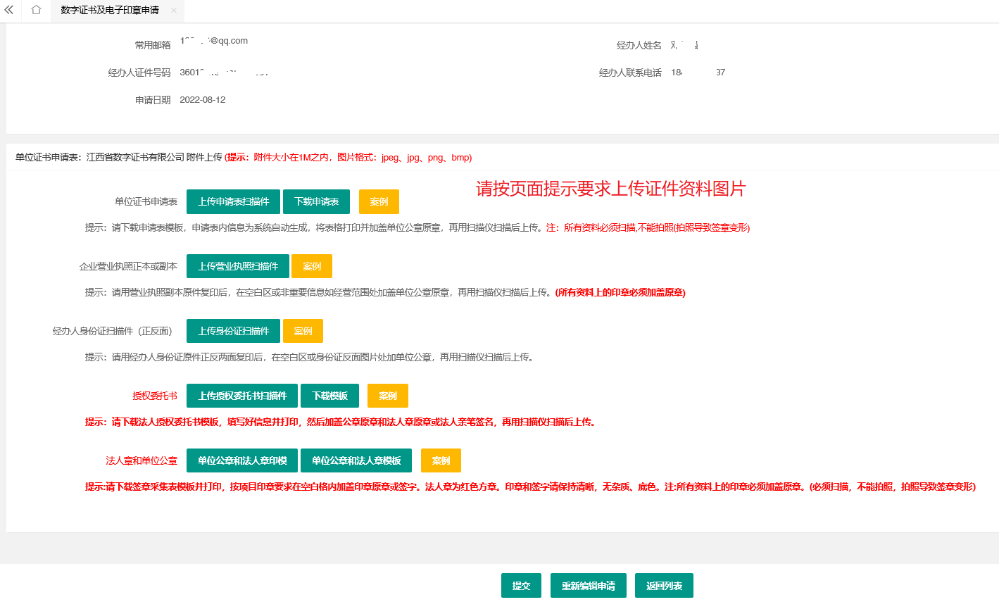 数字证书及电子印章申请
常用邮箱 @qq.com 经办人姓名
经办人证件号码 3601 经办人联系电话 18 37
申请日期 2022-08-12
单位证书申请表：江西省数字证书有限公司 附件上传 (提示：附件大小在1M之内，图片格式：jpeg、jpg、png、bmp)
请按页面提示要求上传证件资料图片
单位证书申请表 上传申请表扫描件 下载申请表 案例
提示：请下载申请表模板，申请表内信息为系统自动生成，将表格打印并加盖单位公章原章，再用扫描仪扫描后上传。注：所有资料必须扫描,不能拍照(拍照导致签章变形)
企业营业执照正本或副本 上传营业执照扫描件 案例
提示：请用营业执照副本原件复印后，在空白区或非重要信息如经营范围处加盖单位公章原章，再用扫描仪扫描后上传。(所有资料上的印章必须加盖原章)
经办人身份证扫描件（正反面） 上传身份证扫描件 案例
提示：请用经办人身份证原件正反两面复印后，在空白区或身份证反面图片处加单位公章，再用扫描仪扫描后上传。
授权委托书 上传授权委托书扫描件 下载模板 案例
提示：请下载法人授权委托书模板，填写好信息并打印，然后加盖公章原章和法人章原章或法人亲笔签名，再用扫描仪扫描后上传。
法人章和单位公章 单位公章和法人章印模 单位公章和法人章模板 案例
提示:请下载签章采集表模板并打印，按项目印章要求在空白格内加盖印章原章或签字。法人章为红色方章。印章和签字请保持清晰，无杂质、底色。注:所有资料上的印章必须加盖原章。(必须扫描，不能拍照，拍照导致签章变形)
提交 重新编辑申请 返回列表